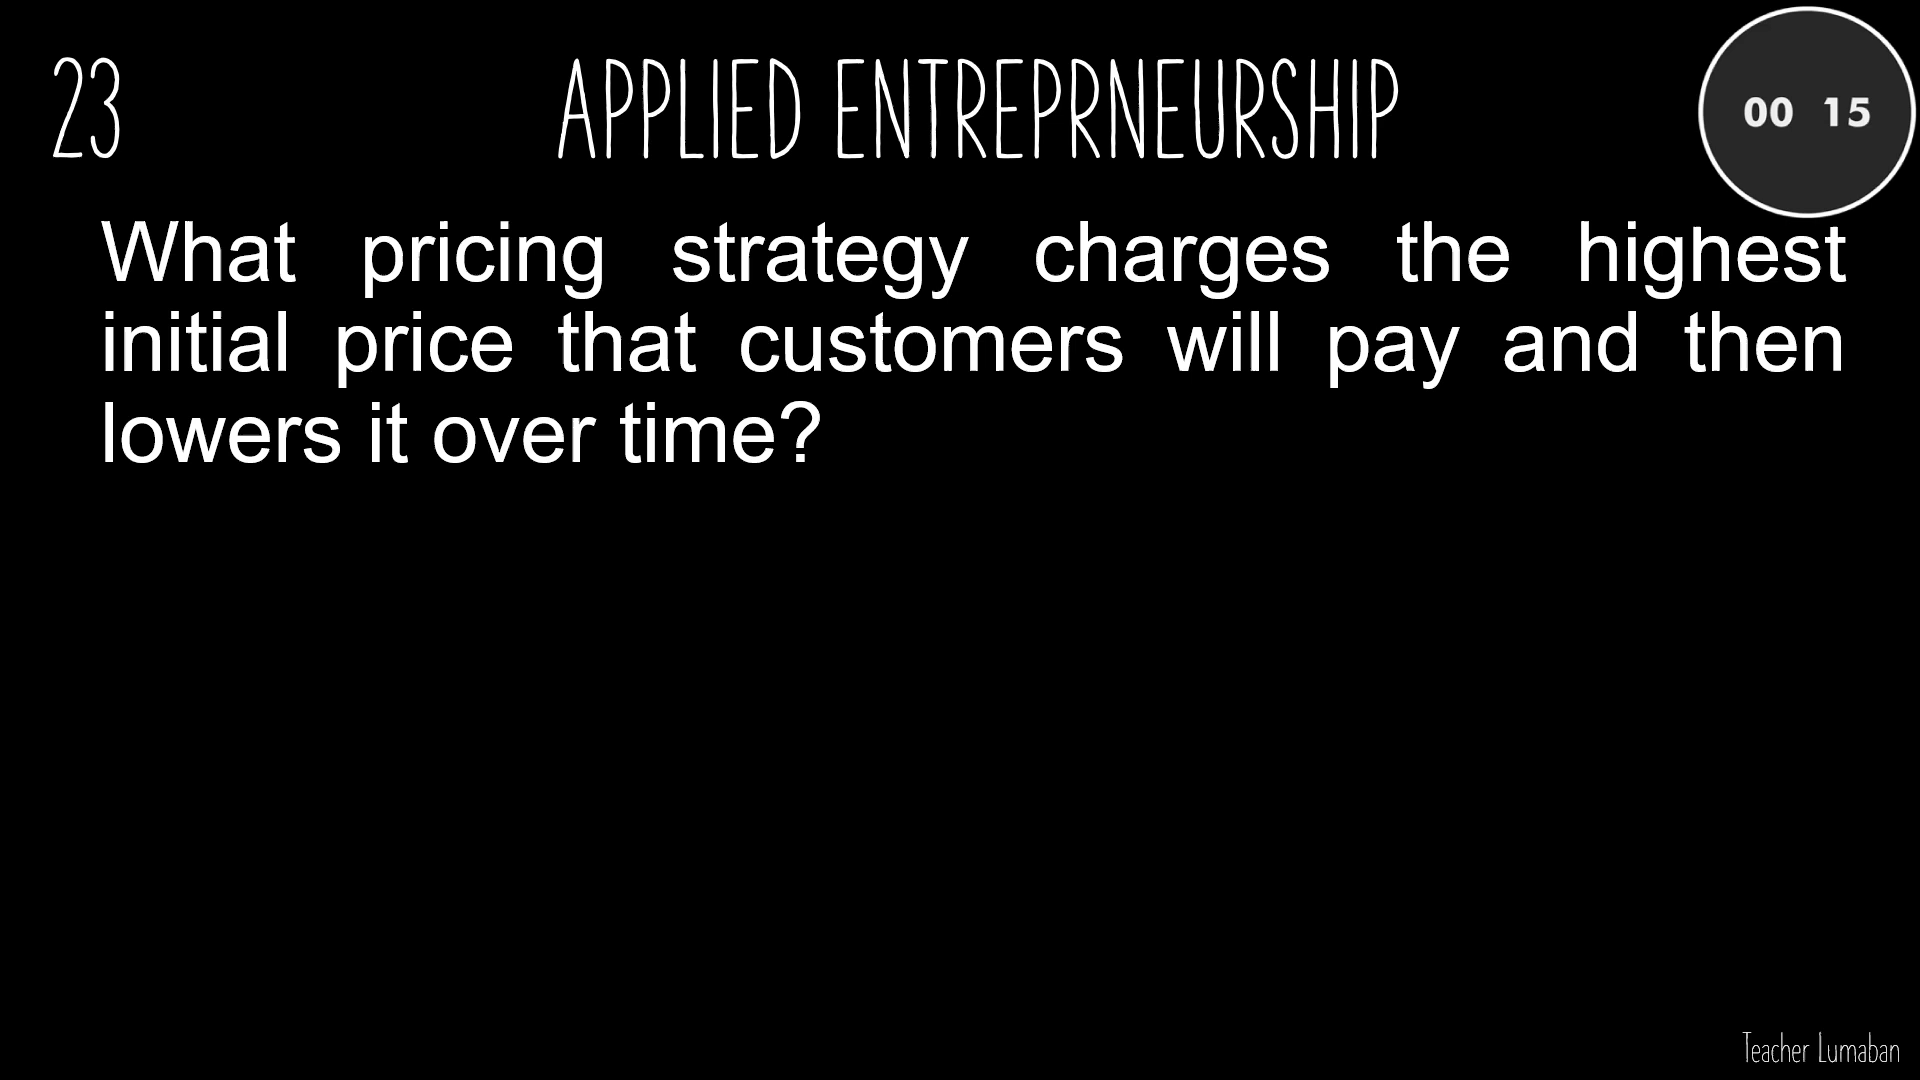 23
APPLIED ENTREPRNEURSHIP
00 15
What pricing strategy charges the highest
initial price that customers will pay and then
lowers it over time?
Teacher Lumaban